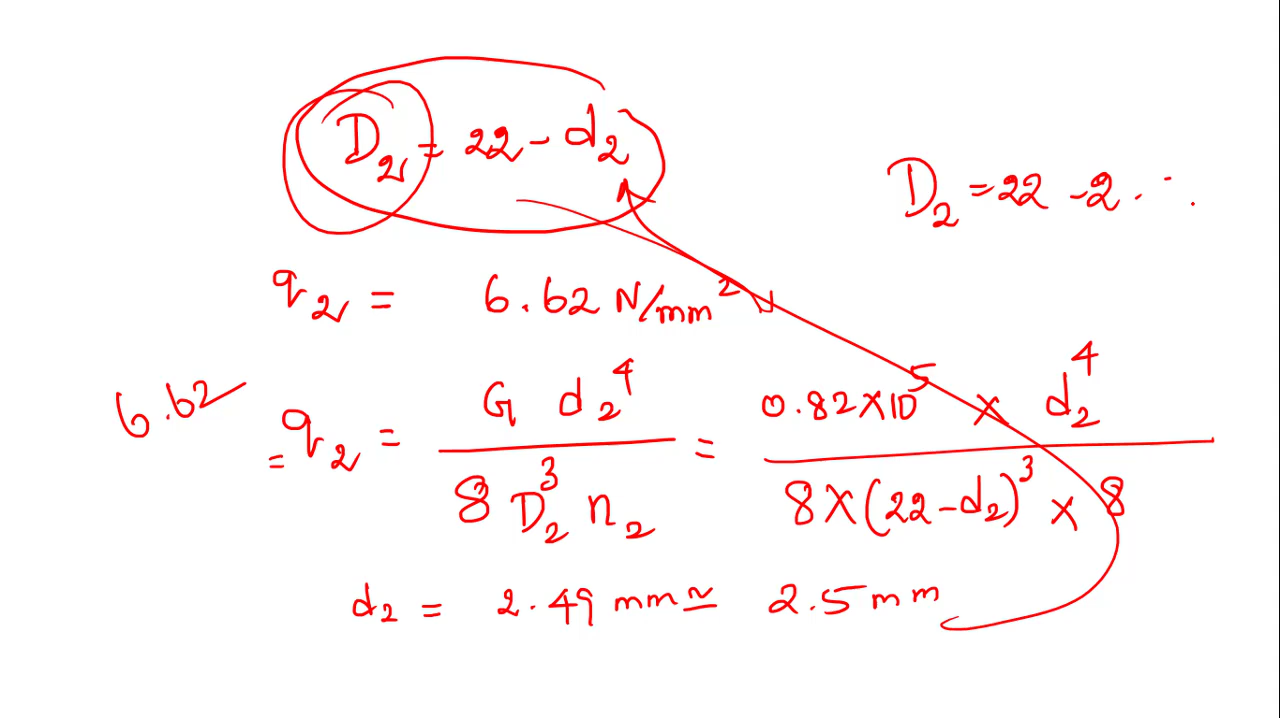 D₂ = 22 - d₂
D₂ = 22 - 2 . . .
q₂ = 6.62 N/mm²
6.62 = q₂ = G d₂⁴ / 8 D₂³ n₂ = 0.82 × 10⁵ × d₂⁴ / 8 × (22 - d₂)³ × 8
d₂ = 2.49 mm ≃ 2.5 mm